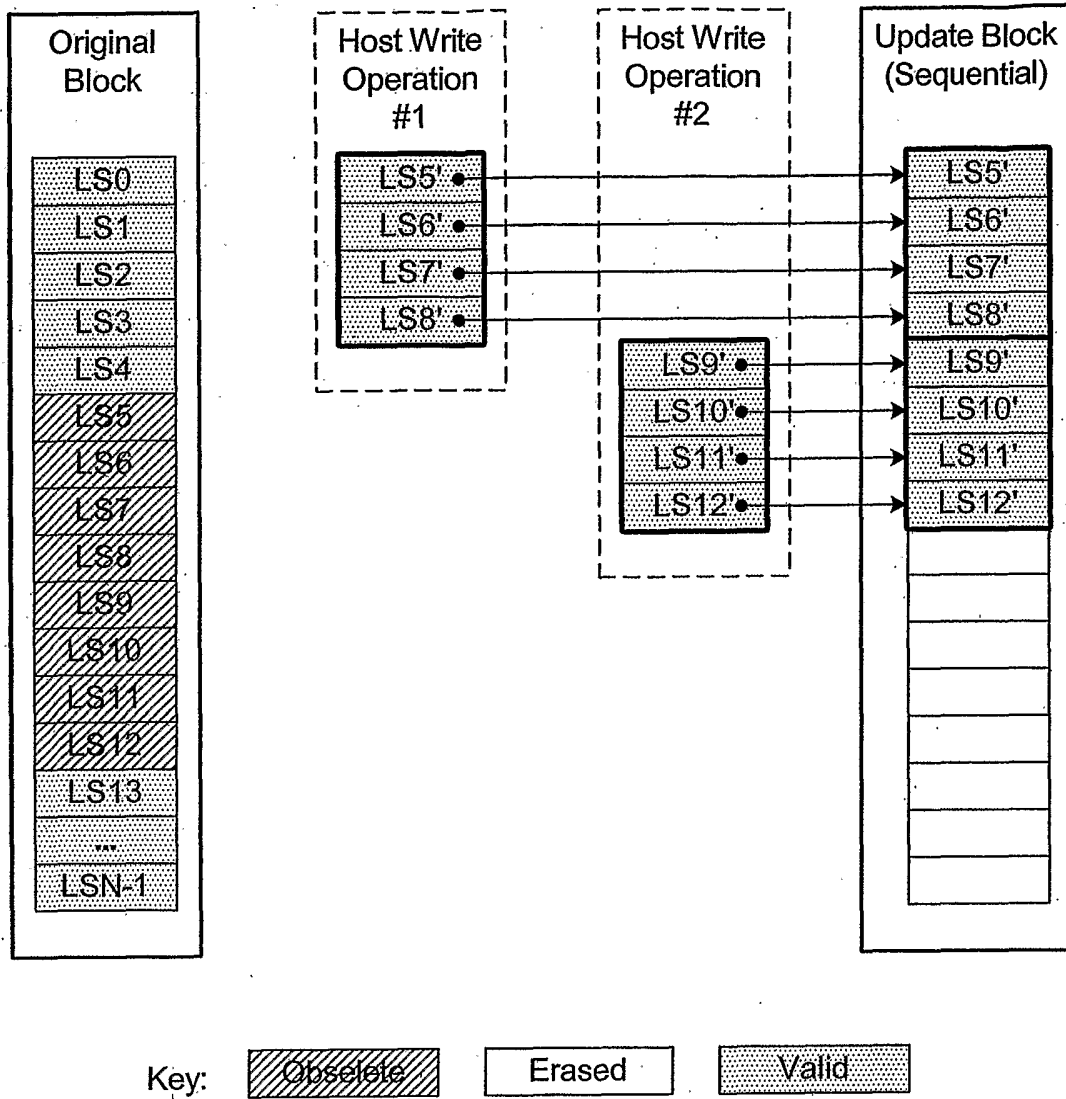 Original
Block
LS0
LS1
LS2
LS3
LS4
LS5
LS6
LS7
LS8
LS9
LS10
LS11
LS12
LS13
...
LSN-1
Host Write
Operation
#1
LS5'
LS6'
LS7'
LS8'
Host Write
Operation
#2
LS9'
LS10'
LS11'
LS12'
Update Block
(Sequential)
LS5'
LS6'
LS7'
LS8'
LS9'
LS10'
LS11'
LS12'
Key:
Obselete
Erased
Valid